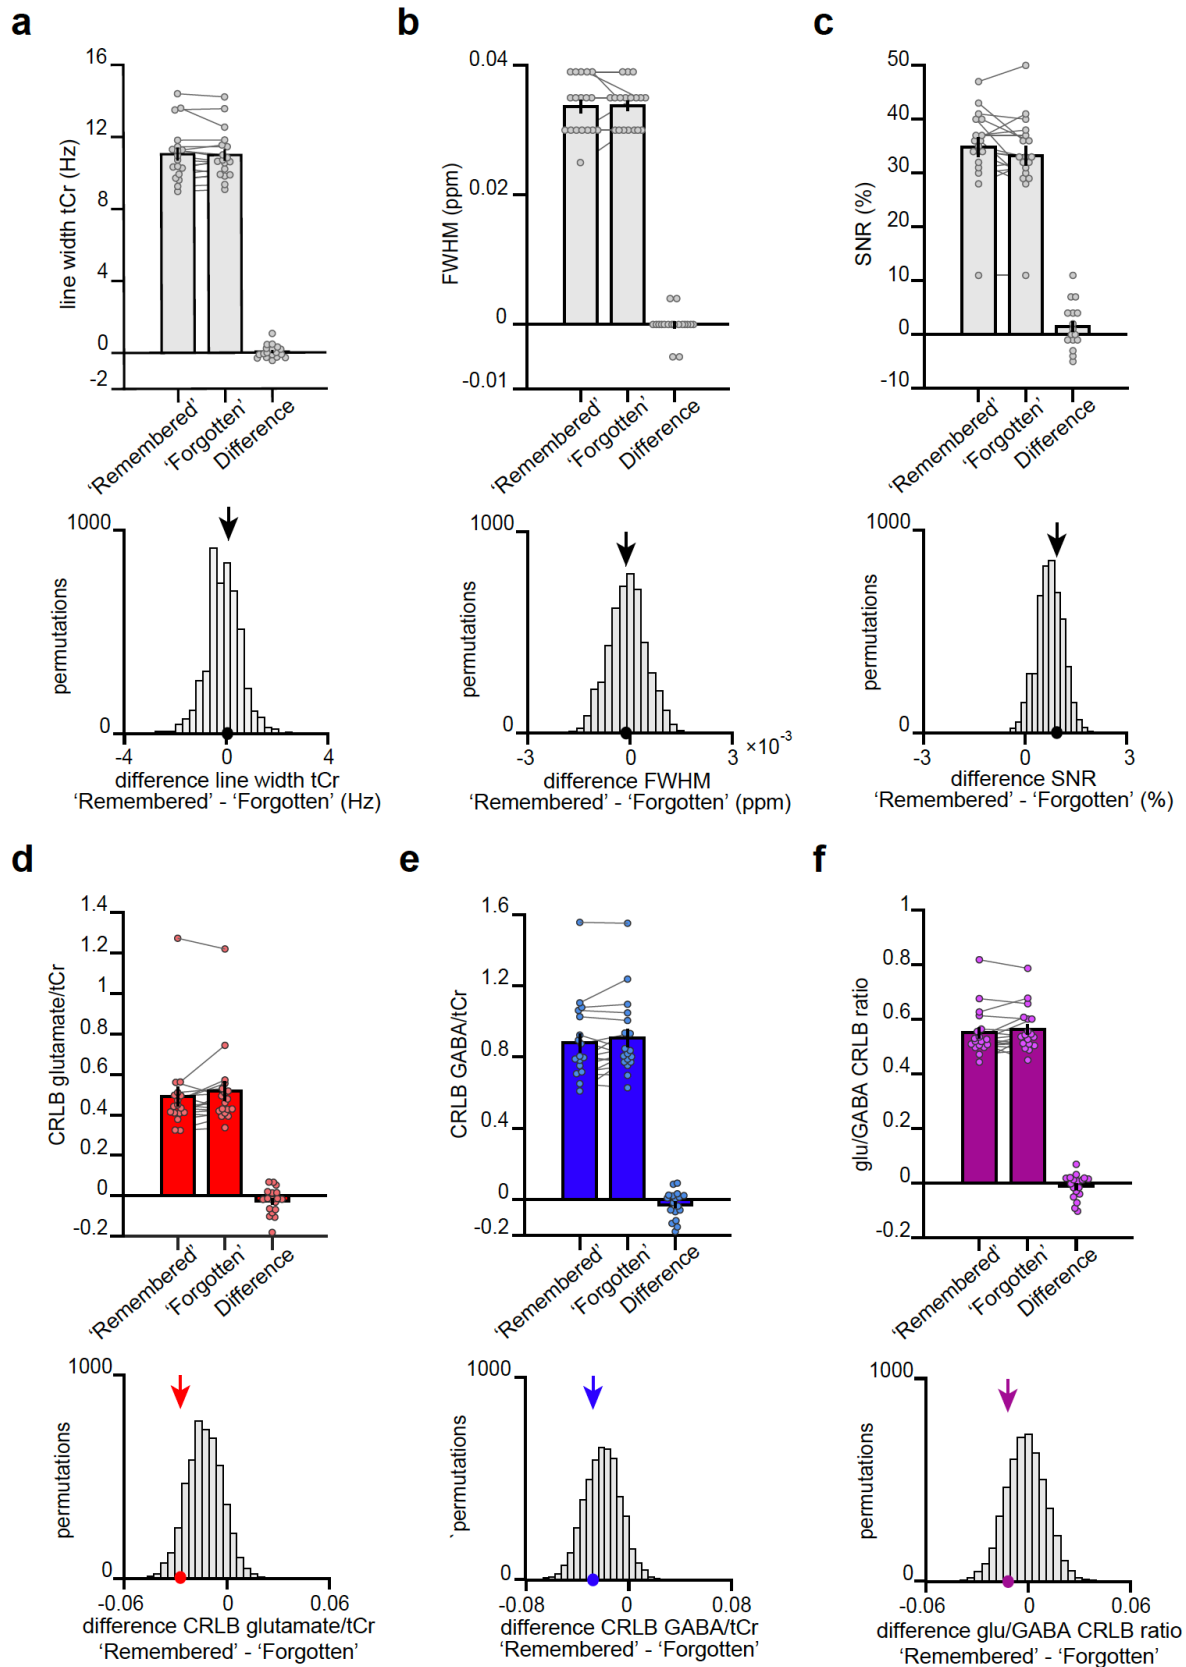 a
line width tCr (Hz)
16
12
8
4
0
-2
‘Remembered’
‘Forgotten’
Difference
permutations
1000
0
-4
0
4
difference line width tCr
‘Remembered’ - ‘Forgotten’ (Hz)
b
FWHM (ppm)
0.04
0.02
0
-0.01
‘Remembered’
‘Forgotten’
Difference
permutations
1000
0
-3
0
3
×10-3
difference FWHM
‘Remembered’ - ‘Forgotten’ (ppm)
c
SNR (%)
50
40
30
20
10
0
-10
‘Remembered’
‘Forgotten’
Difference
permutations
1000
0
-3
0
3
difference SNR
‘Remembered’ - ‘Forgotten’ (%)
d
CRLB glutamate/tCr
1.4
1.2
1
0.8
0.6
0.4
0.2
0
-0.2
‘Remembered’
‘Forgotten’
Difference
permutations
1000
0
-0.06
0
0.06
difference CRLB glutamate/tCr
‘Remembered’ - ‘Forgotten’
e
CRLB GABA/tCr
1.6
1.2
0.8
0.4
0
-0.2
‘Remembered’
‘Forgotten’
Difference
`permutations
1000
0
-0.08
0
0.08
difference CRLB GABA/tCr
‘Remembered’ - ‘Forgotten’
f
glu/GABA CRLB ratio
1
0.8
0.6
0.4
0.2
0
-0.2
‘Remembered’
‘Forgotten’
Difference
permutations
1000
0
-0.06
0
0.06
difference glu/GABA CRLB ratio
‘Remembered’ - ‘Forgotten’